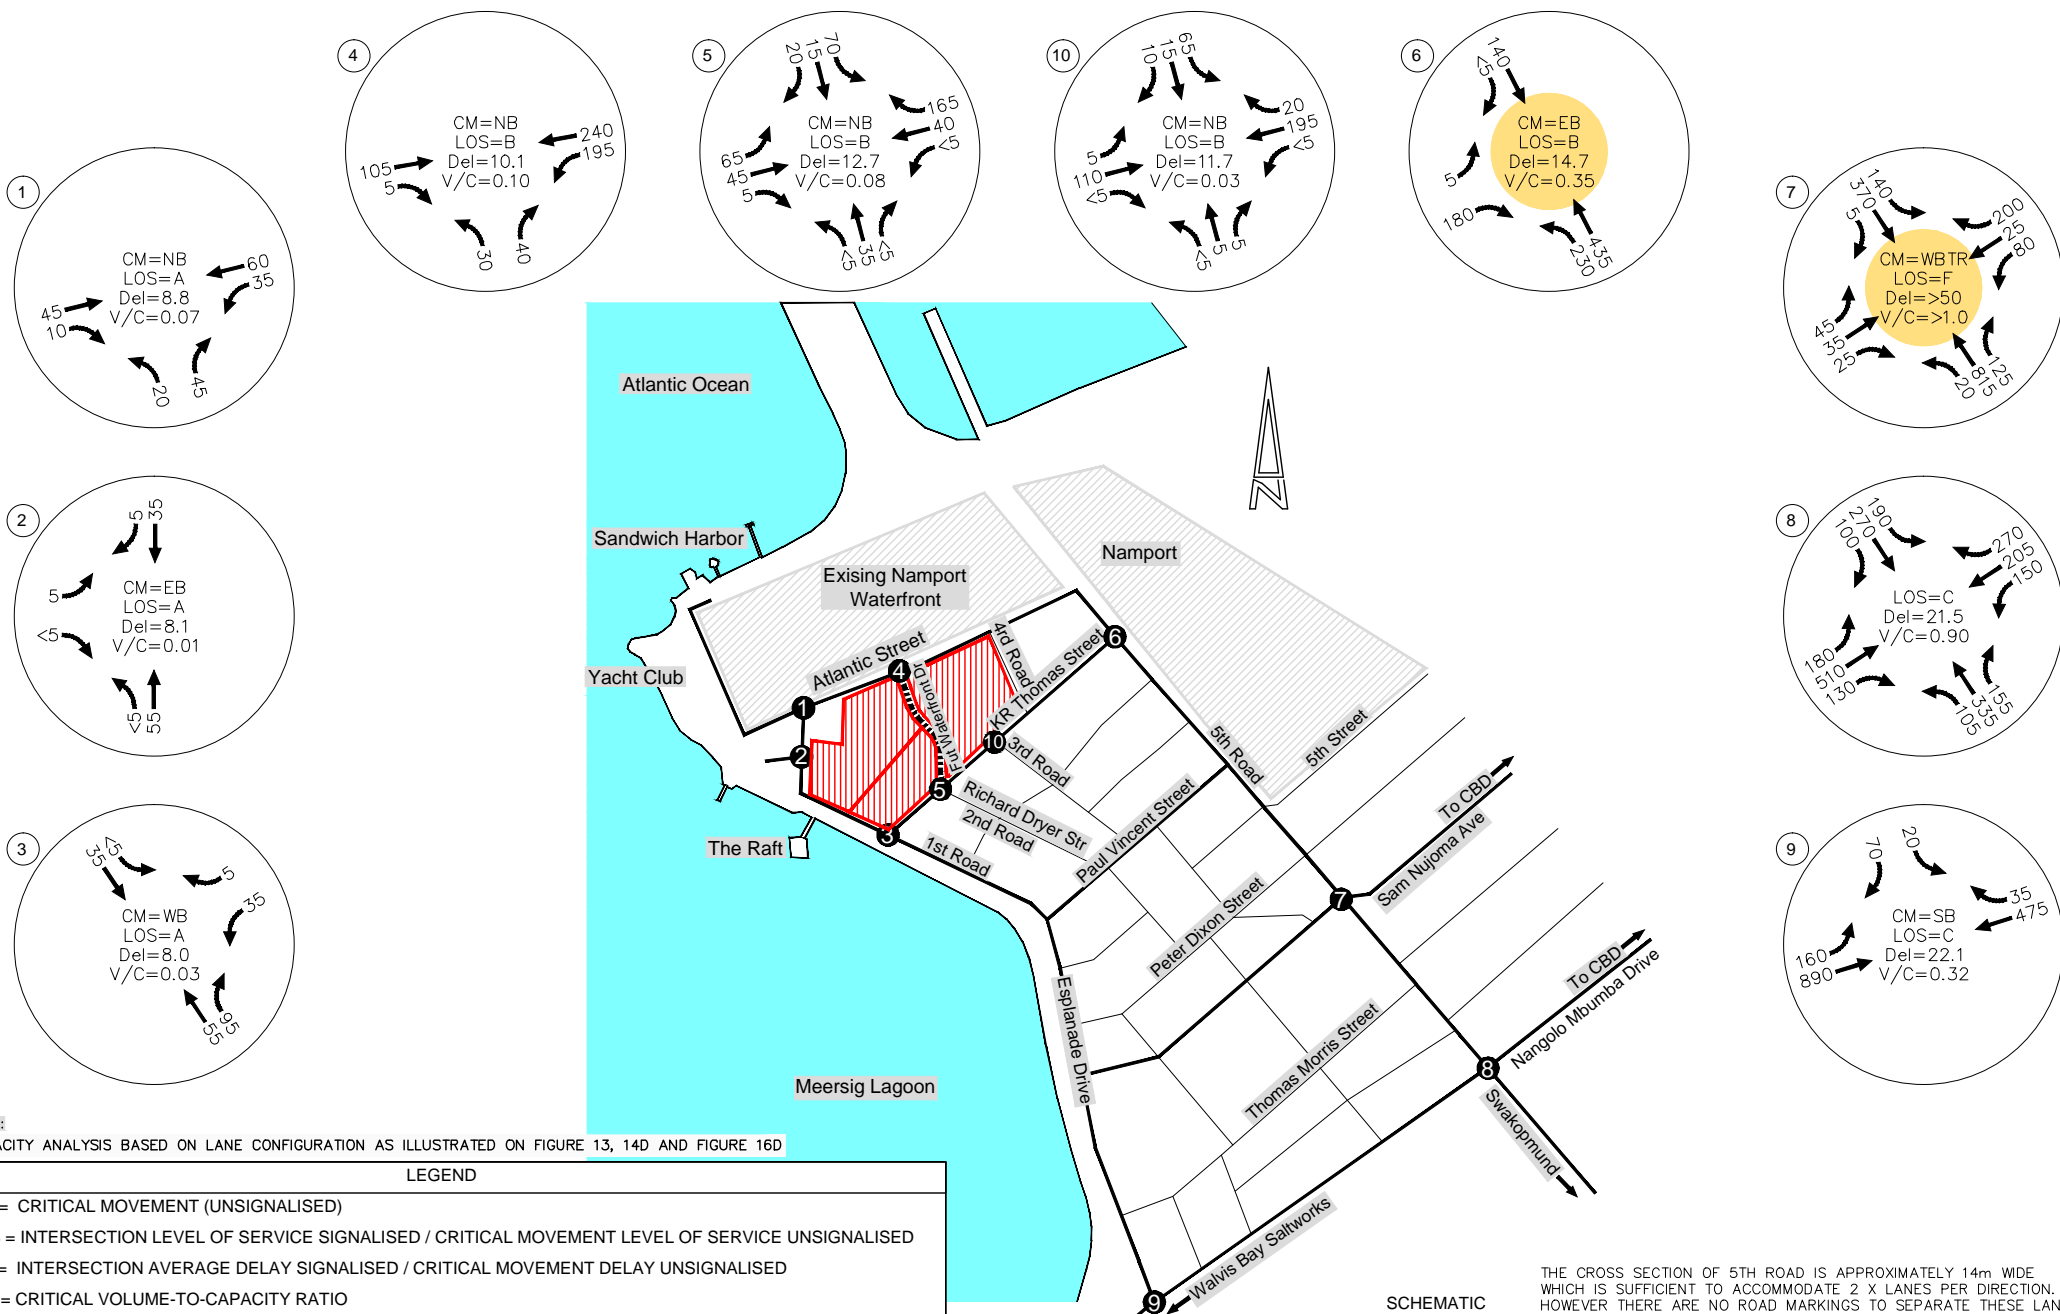 4
CM=NB
LOS=B
Del=10.1
V/C=0.10
105
5
240
195
30
40
5
20
15
70
CM=NB
LOS=B
Del=12.7
V/C=0.08
65
45
5
165
40
<5
<5
35
<5
10
10
15
65
CM=NB
LOS=B
Del=11.7
V/C=0.03
5
110
<5
20
195
<5
<5
5
5
6
<5
140
CM=EB
LOS=B
Del=14.7
V/C=0.35
5
180
230
435
1
CM=NB
LOS=A
Del=8.8
V/C=0.07
45
10
60
35
20
45
7
5
370
140
CM=WBTR
LOS=F
Del=>50
V/C=>1.0
200
25
80
45
35
25
20
815
125
2
5
35
CM=EB
LOS=A
Del=8.1
V/C=0.01
5
<5
<5
55
8
100
270
190
LOS=C
Del=21.5
V/C=0.90
270
205
150
180
510
130
105
335
155
3
35
<5
CM=WB
LOS=A
Del=8.0
V/C=0.03
5
35
55
95
9
70
20
CM=SB
LOS=C
Del=22.1
V/C=0.32
35
475
160
890
Atlantic Ocean
N
Sandwich Harbor
Exising Namport
Waterfront
Namport
Yacht Club
Atlantic Street
4rd Road
Fut Waterfront Dr
KR Thomas Street
3rd Road
5th Road
5th Street
Richard Dryer Str
2nd Road
1st Road
Paul Vincent Street
The Raft
To CBD
Sam Nujoma Ave
Peter Dixon Street
Esplanade Drive
Thomas Morris Street
To CBD
Nangolo Mbumba Drive
Swakopmund
Meersig Lagoon
Walvis Bay Saltworks
1
2
3
4
5
6
7
8
9
10
:
ACITY ANALYSIS BASED ON LANE CONFIGURATION AS ILLUSTRATED ON FIGURE 13, 14D AND FIGURE 16D
LEGEND
= CRITICAL MOVEMENT (UNSIGNALISED)
= INTERSECTION LEVEL OF SERVICE SIGNALISED / CRITICAL MOVEMENT LEVEL OF SERVICE UNSIGNALISED
= INTERSECTION AVERAGE DELAY SIGNALISED / CRITICAL MOVEMENT DELAY UNSIGNALISED
= CRITICAL VOLUME-TO-CAPACITY RATIO
SCHEMATIC
THE CROSS SECTION OF 5TH ROAD IS APPROXIMATELY 14m WIDE
WHICH IS SUFFICIENT TO ACCOMMODATE 2 X LANES PER DIRECTION.
HOWEVER THERE ARE NO ROAD MARKINGS TO SEPARATE THESE LAN